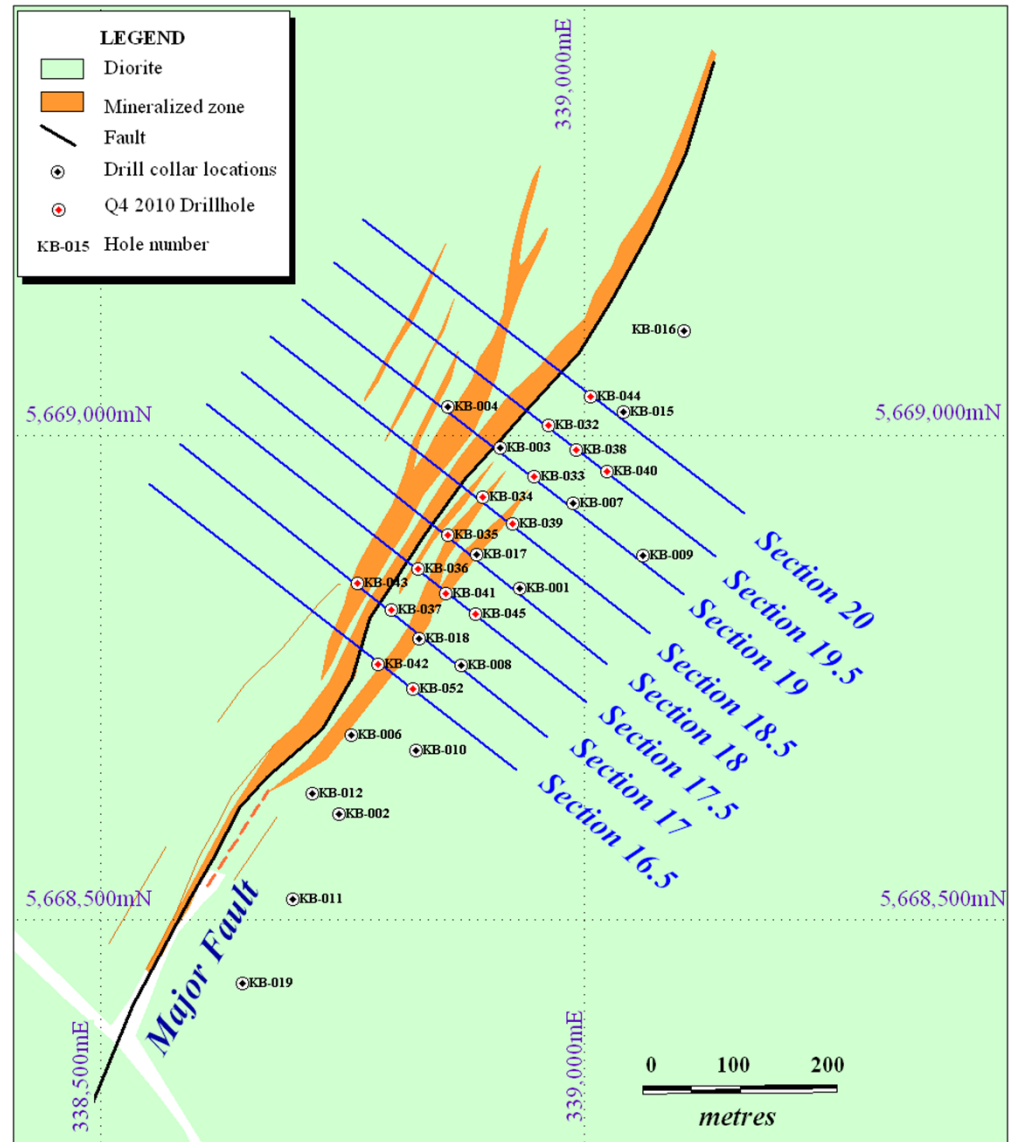 LEGEND
Diorite
Mineralized zone
Fault
Drill collar locations
Q4 2010 Drillhole
KB-015 Hole number
339,000mE
KB-016
KB-044
KB-004
KB-015
5,669,000mN
5,669,000mN
KB-032
KB-003
KB-038
KB-040
KB-033
KB-034
KB-007
KB-039
KB-035
KB-017
KB-009
KB-036
KB-043
KB-001
KB-041
KB-037
KB-045
KB-018
KB-042
KB-008
KB-052
KB-006
KB-010
KB-012
KB-002
Section 20
Section 19.5
Section 19
Section 18.5
Section 18
Section 17.5
Section 17
Section 16.5
5,668,500mN
5,668,500mN
KB-011
Major Fault
KB-019
338,500mE
339,000mE
0 100 200
metres